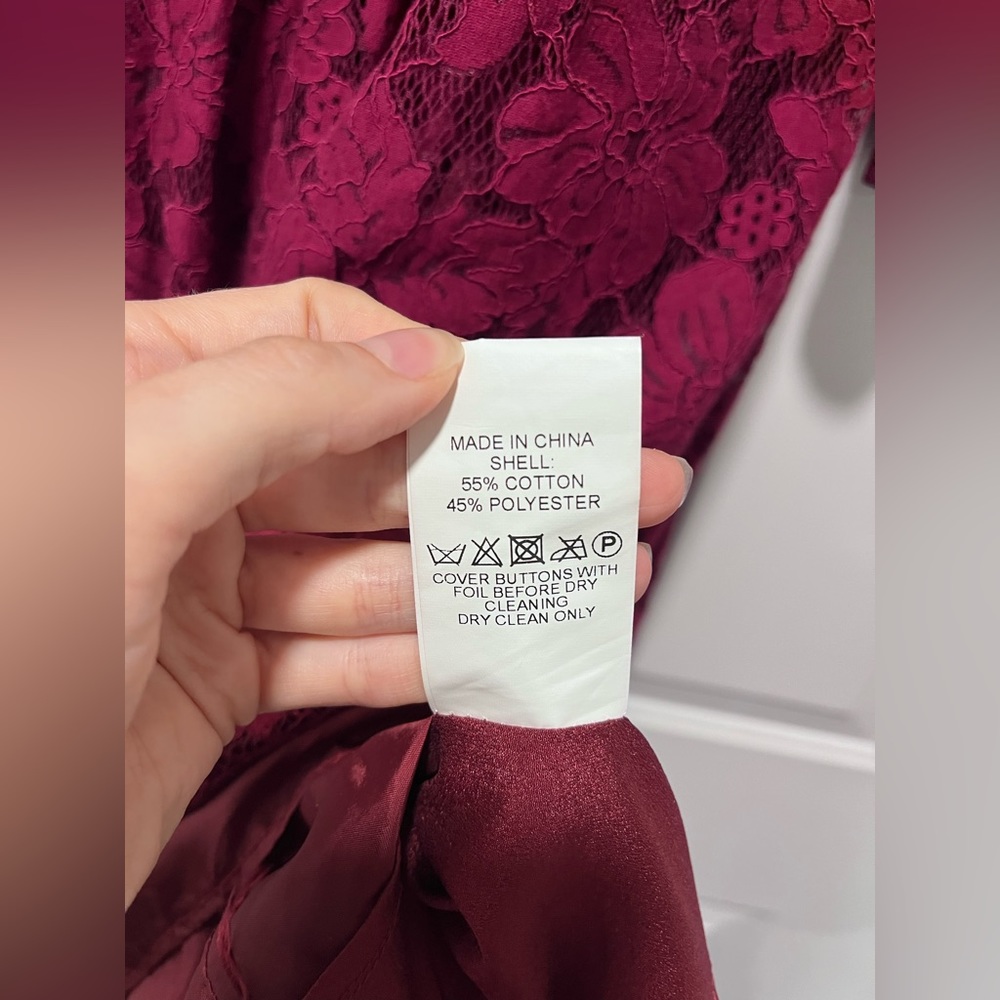 MADE IN CHINA
SHELL:
55% COTTON
45% POLYESTER
P
COVER BUTTONS WITH
FOIL BEFORE DRY
CLEANING
DRY CLEAN ONLY